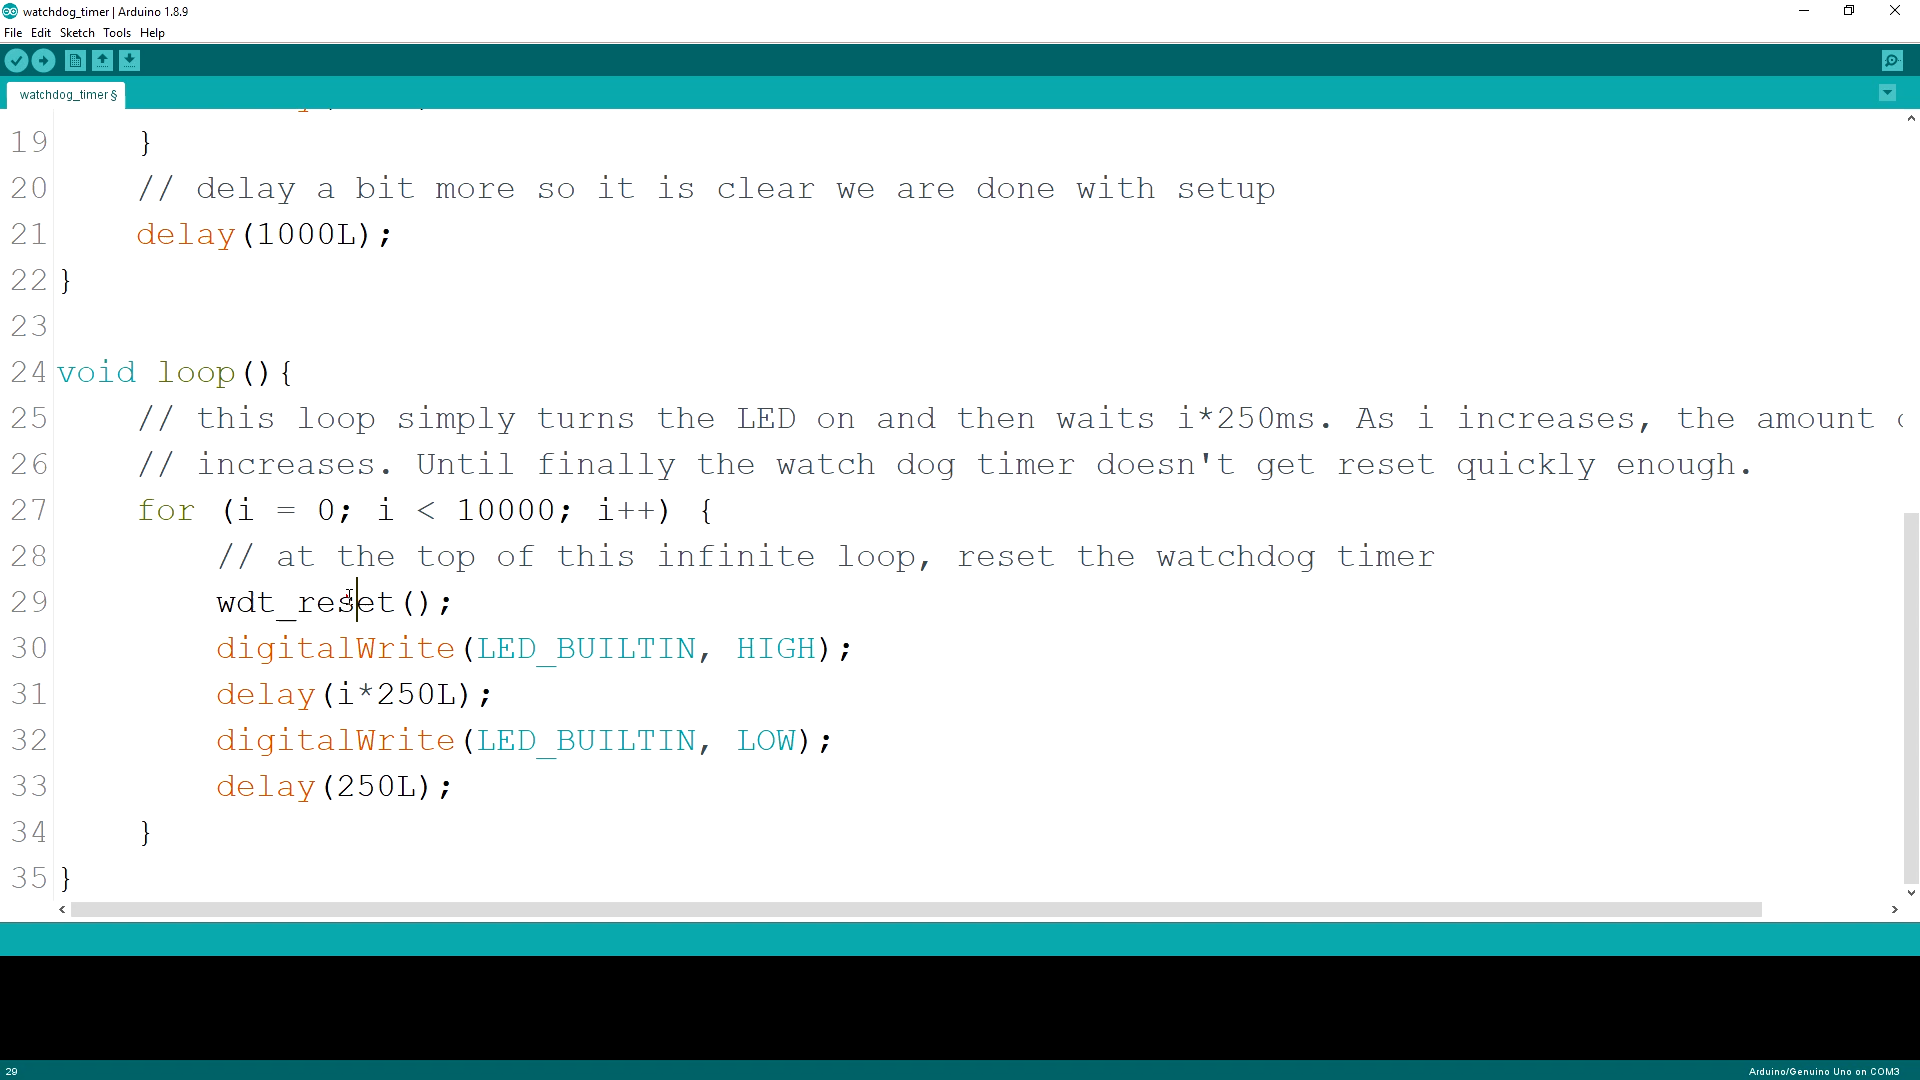 watchdog_timer | Arduino 1.8.9
File Edit Sketch Tools Help
watchdog_timer §
19 }
20 // delay a bit more so it is clear we are done with setup
21 delay(1000L);
22 }
23
24 void loop(){
25 // this loop simply turns the LED on and then waits i*250ms. As i increases, the amount
26 // increases. Until finally the watch dog timer doesn't get reset quickly enough.
27 for (i = 0; i < 10000; i++) {
28 // at the top of this infinite loop, reset the watchdog timer
29 wdt_reset();
30 digitalWrite(LED_BUILTIN, HIGH);
31 delay(i*250L);
32 digitalWrite(LED_BUILTIN, LOW);
33 delay(250L);
34 }
35 }
29 Arduino/Genuino Uno on COM3